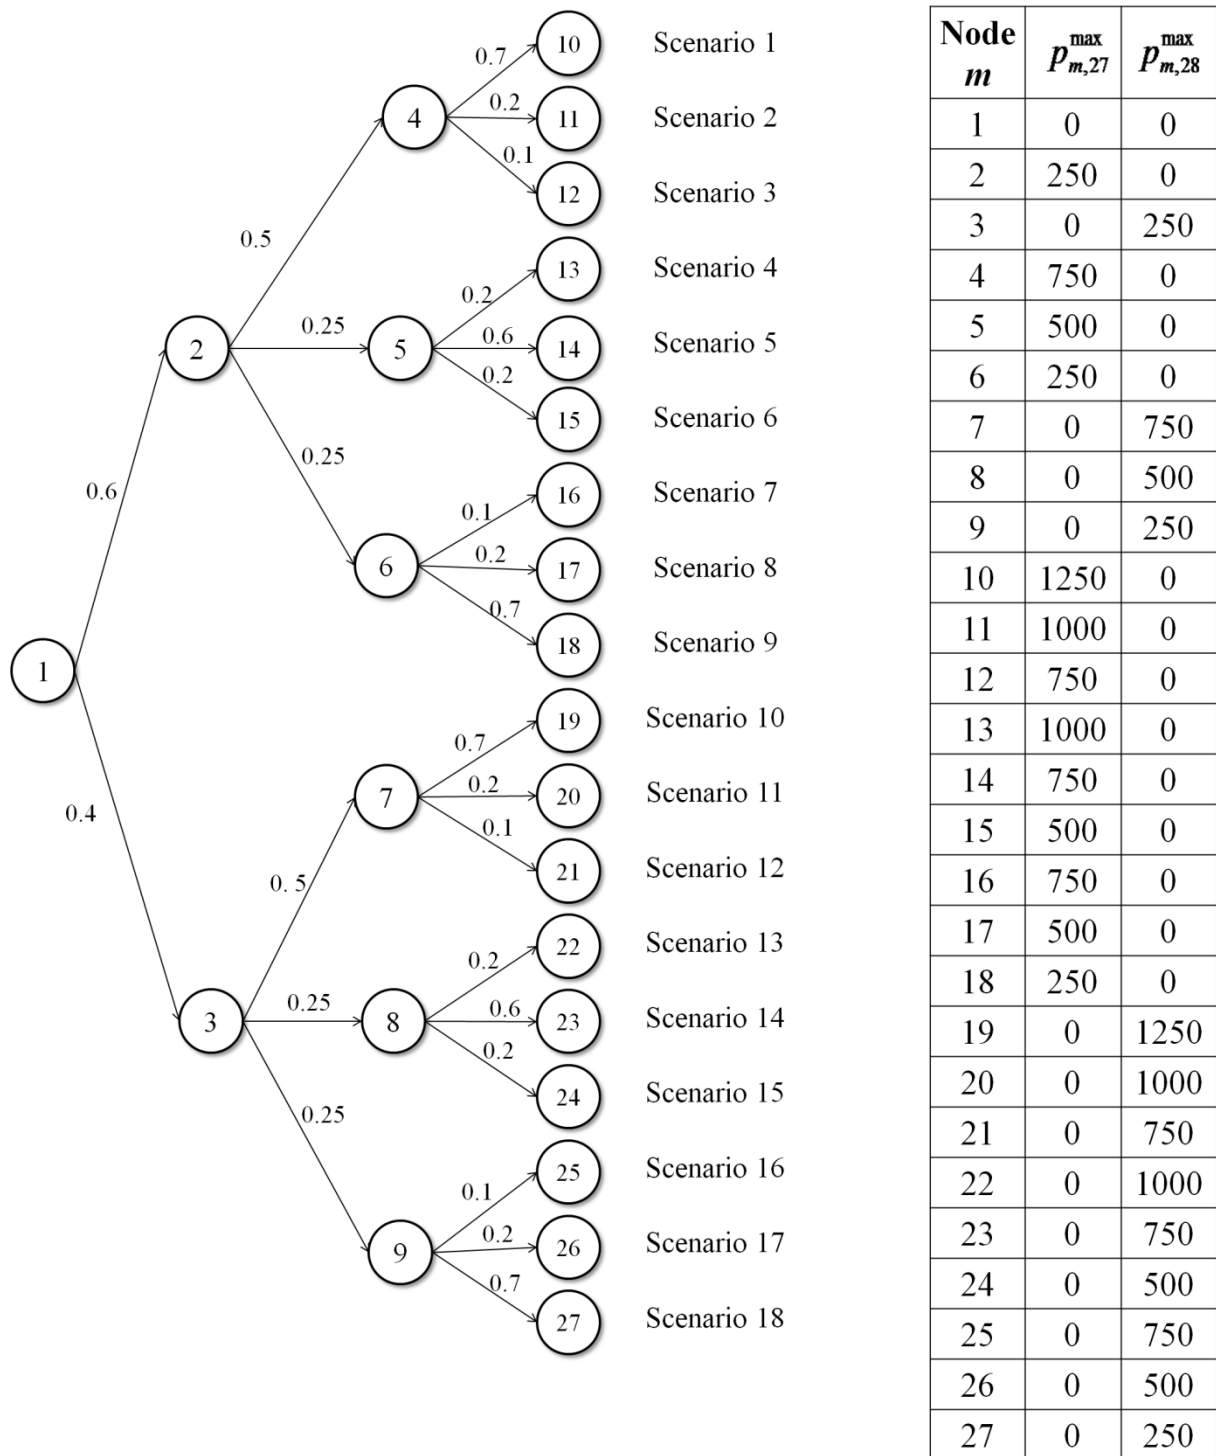 10 Scenario 1
0.7
4 0.2 11 Scenario 2
0.1
12 Scenario 3
0.5
13 Scenario 4
0.2
2 0.25 5 0.6 14 Scenario 5
0.2
15 Scenario 6
0.25
16 Scenario 7
0.6
0.1
6 0.2 17 Scenario 8
0.7
18 Scenario 9
1
19 Scenario 10
0.7
7 0.2 20 Scenario 11
0.4
0.1
21 Scenario 12
0. 5
22 Scenario 13
0.2
3 0.25 8 0.6 23 Scenario 14
0.2
24 Scenario 15
0.25
25 Scenario 16
0.1
9 0.2 26 Scenario 17
0.7
27 Scenario 18
Node m p_{m,27}^{max} p_{m,28}^{max}
1 0 0
2 250 0
3 0 250
4 750 0
5 500 0
6 250 0
7 0 750
8 0 500
9 0 250
10 1250 0
11 1000 0
12 750 0
13 1000 0
14 750 0
15 500 0
16 750 0
17 500 0
18 250 0
19 0 1250
20 0 1000
21 0 750
22 0 1000
23 0 750
24 0 500
25 0 750
26 0 500
27 0 250